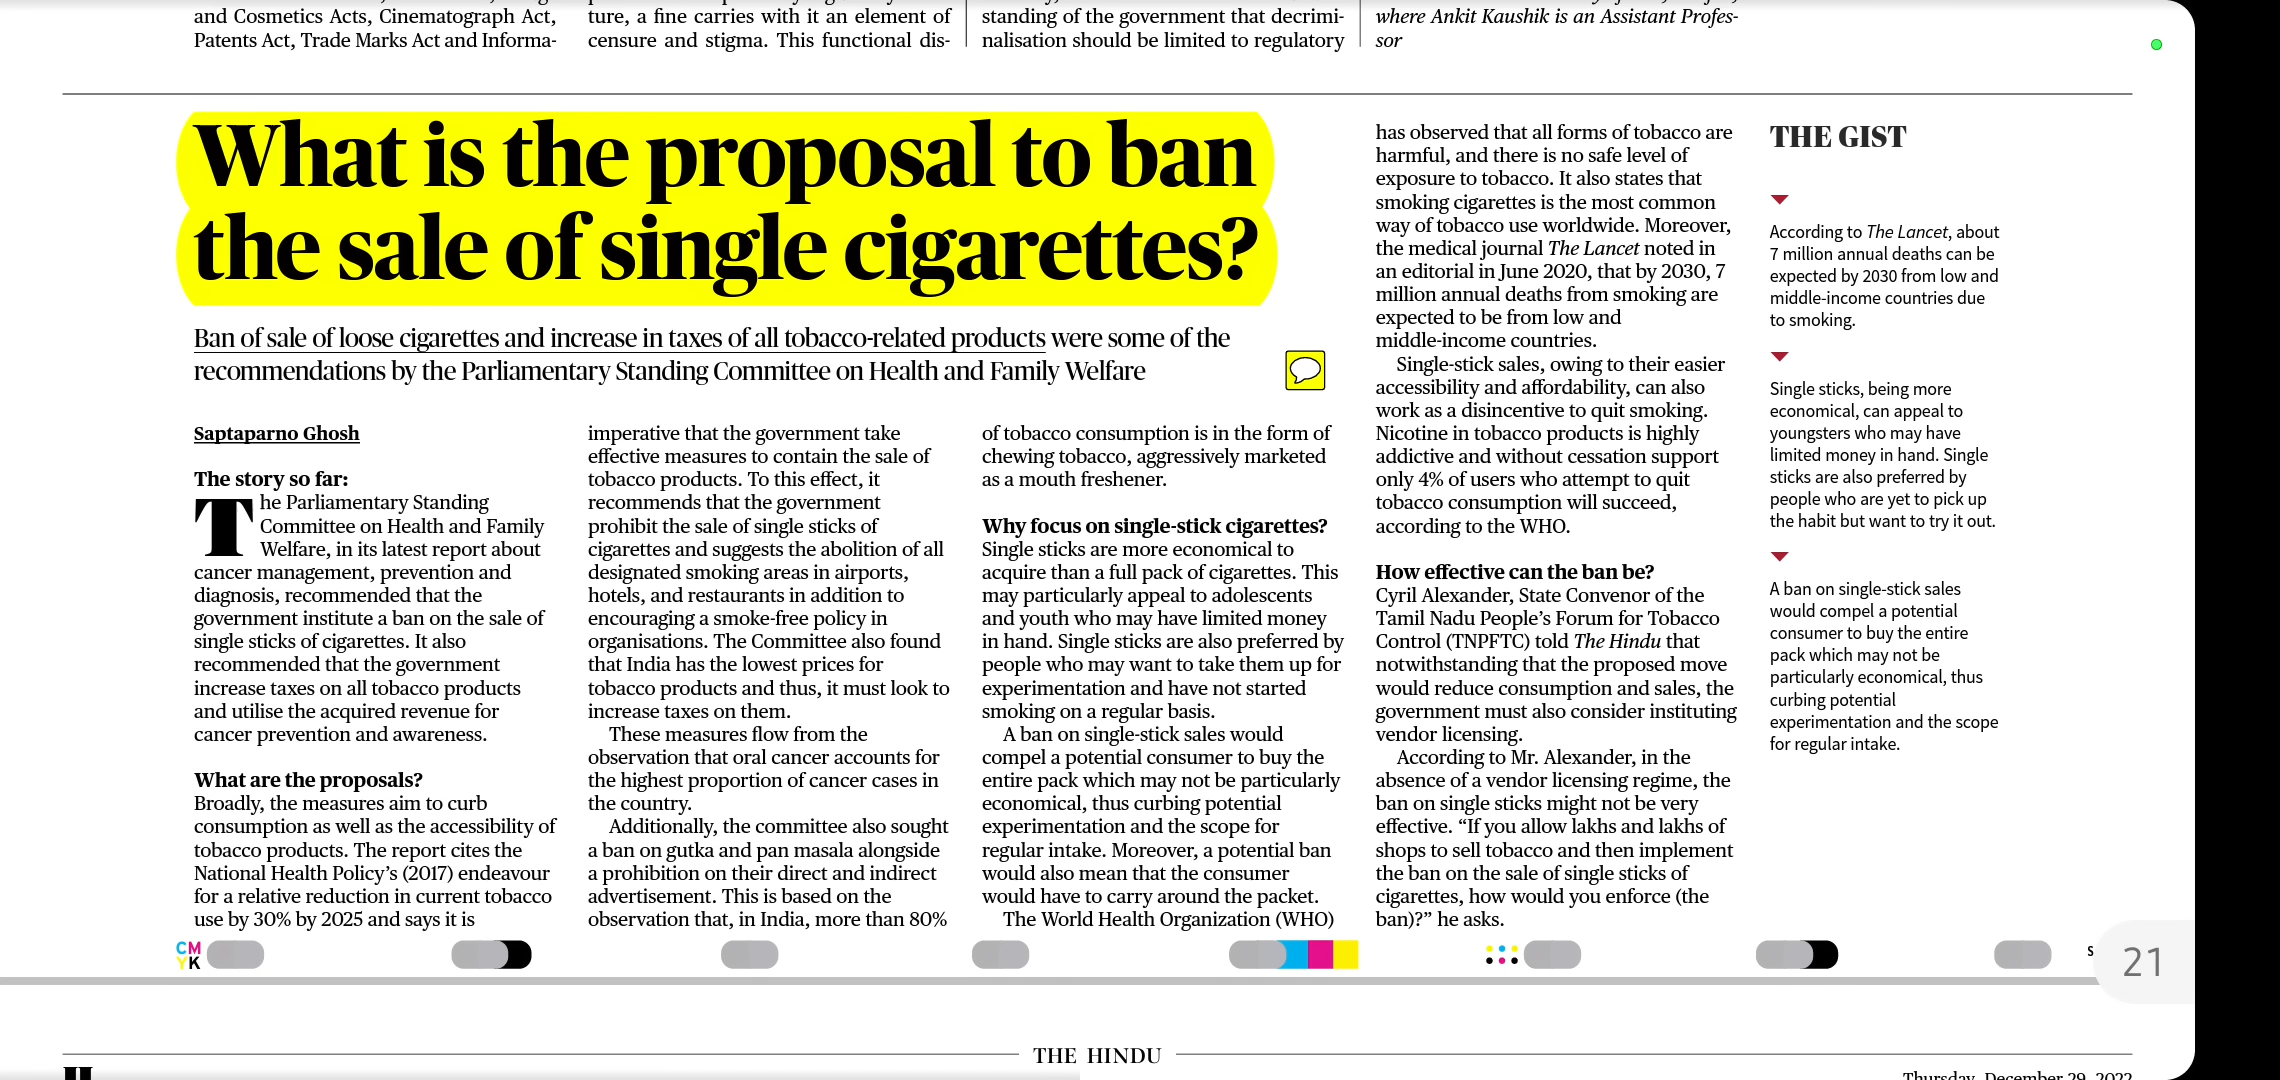 and Cosmetics Acts, Cinematograph Act,
Patents Act, Trade Marks Act and Informa-
ture, a fine carries with it an element of
censure and stigma. This functional dis-
standing of the government that decrimi-
nalisation should be limited to regulatory
where Ankit Kaushik is an Assistant Profes-
sor
What is the proposal to ban
the sale of single cigarettes?
Ban of sale of loose cigarettes and increase in taxes of all tobacco-related products were some of the
recommendations by the Parliamentary Standing Committee on Health and Family Welfare
Saptaparno Ghosh
The story so far:
The Parliamentary Standing
Committee on Health and Family
Welfare, in its latest report about
cancer management, prevention and
diagnosis, recommended that the
government institute a ban on the sale of
single sticks of cigarettes. It also
recommended that the government
increase taxes on all tobacco products
and utilise the acquired revenue for
cancer prevention and awareness.
What are the proposals?
Broadly, the measures aim to curb
consumption as well as the accessibility of
tobacco products. The report cites the
National Health Policy’s (2017) endeavour
for a relative reduction in current tobacco
use by 30% by 2025 and says it is
imperative that the government take
effective measures to contain the sale of
tobacco products. To this effect, it
recommends that the government
prohibit the sale of single sticks of
cigarettes and suggests the abolition of all
designated smoking areas in airports,
hotels, and restaurants in addition to
encouraging a smoke-free policy in
organisations. The Committee also found
that India has the lowest prices for
tobacco products and thus, it must look to
increase taxes on them.
These measures flow from the
observation that oral cancer accounts for
the highest proportion of cancer cases in
the country.
Additionally, the committee also sought
a ban on gutka and pan masala alongside
a prohibition on their direct and indirect
advertisement. This is based on the
observation that, in India, more than 80%
of tobacco consumption is in the form of
chewing tobacco, aggressively marketed
as a mouth freshener.
Why focus on single-stick cigarettes?
Single sticks are more economical to
acquire than a full pack of cigarettes. This
may particularly appeal to adolescents
and youth who may have limited money
in hand. Single sticks are also preferred by
people who may want to take them up for
experimentation and have not started
smoking on a regular basis.
A ban on single-stick sales would
compel a potential consumer to buy the
entire pack which may not be particularly
economical, thus curbing potential
experimentation and the scope for
regular intake. Moreover, a potential ban
would also mean that the consumer
would have to carry around the packet.
The World Health Organization (WHO)
has observed that all forms of tobacco are
harmful, and there is no safe level of
exposure to tobacco. It also states that
smoking cigarettes is the most common
way of tobacco use worldwide. Moreover,
the medical journal The Lancet noted in
an editorial in June 2020, that by 2030, 7
million annual deaths from smoking are
expected to be from low and
middle-income countries.
Single-stick sales, owing to their easier
accessibility and affordability, can also
work as a disincentive to quit smoking.
Nicotine in tobacco products is highly
addictive and without cessation support
only 4% of users who attempt to quit
tobacco consumption will succeed,
according to the WHO.
How effective can the ban be?
Cyril Alexander, State Convenor of the
Tamil Nadu People’s Forum for Tobacco
Control (TNPFTC) told The Hindu that
notwithstanding that the proposed move
would reduce consumption and sales, the
government must also consider instituting
vendor licensing.
According to Mr. Alexander, in the
absence of a vendor licensing regime, the
ban on single sticks might not be very
effective. “If you allow lakhs and lakhs of
shops to sell tobacco and then implement
the ban on the sale of single sticks of
cigarettes, how would you enforce (the
ban)?” he asks.
THE GIST
According to The Lancet, about
7 million annual deaths can be
expected by 2030 from low and
middle-income countries due
to smoking.
Single sticks, being more
economical, can appeal to
youngsters who may have
limited money in hand. Single
sticks are also preferred by
people who are yet to pick up
the habit but want to try it out.
A ban on single-stick sales
would compel a potential
consumer to buy the entire
pack which may not be
particularly economical, thus
curbing potential
experimentation and the scope
for regular intake.
CM
YK
S
21
THE HINDU
Thursday, December 29, 2022